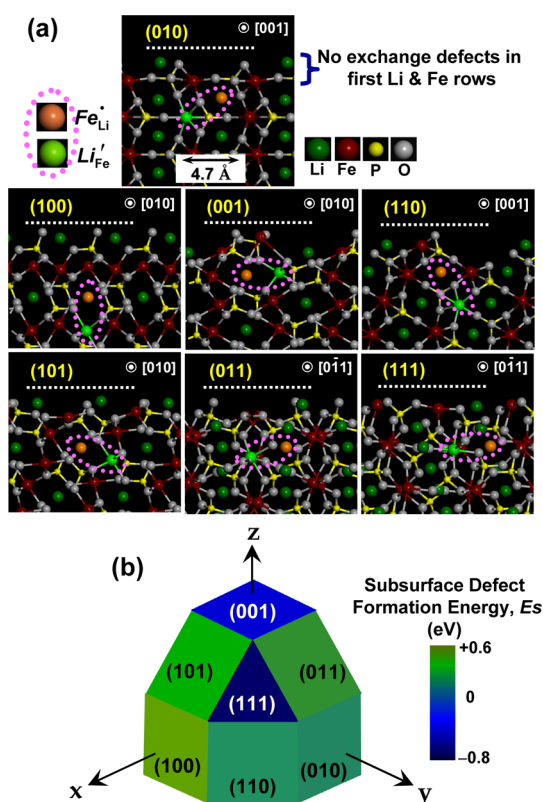 (a)
(010)
⊙ [001]
No exchange defects in
first Li & Fe rows
Fe˙Li
Li′Fe
4.7 Å
Li Fe P O
(100) ⊙ [010]
(001) ⊙ [010]
(110) ⊙ [001]
(101) ⊙ [010]
(011) ⊙ [01̄1]
(111) ⊙ [01̄1]
(b)
z
Subsurface Defect
Formation Energy, Es
(eV)
+0.6
0
−0.8
(001)
(101)
(011)
(111)
(100)
(110)
(010)
x
y